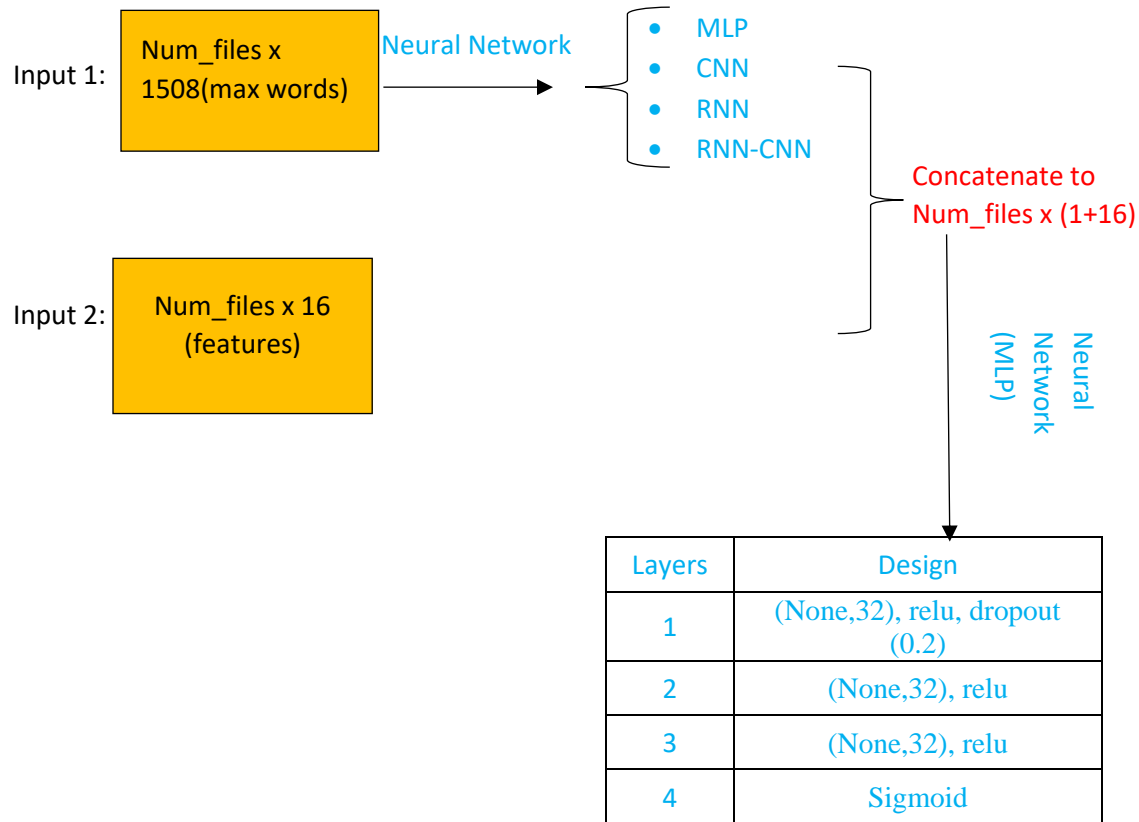 Input 1:
Num_files x
1508(max words)
Neural Network
• MLP
• CNN
• RNN
• RNN-CNN
Concatenate to
Num_files x (1+16)
Input 2:
Num_files x 16
(features)
Neural
Network
(MLP)
Layers Design
1 (None,32), relu, dropout
(0.2)
2 (None,32), relu
3 (None,32), relu
4 Sigmoid